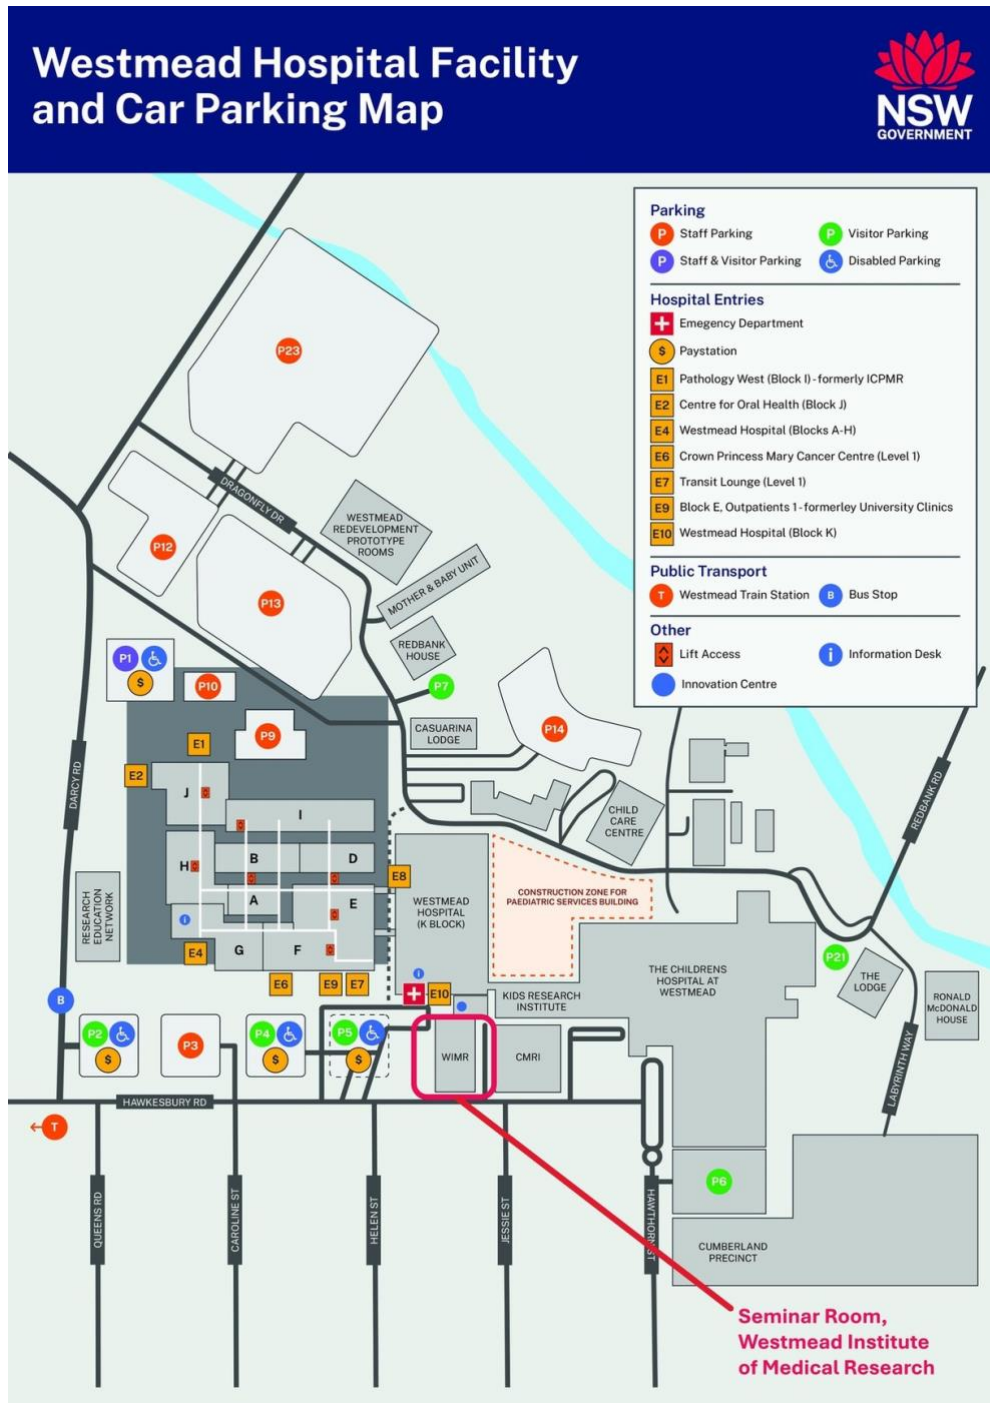 Westmead Hospital Facility
and Car Parking Map
NSW
GOVERNMENT
Parking
P Staff Parking
P Visitor Parking
P Staff & Visitor Parking
Disabled Parking
Hospital Entries
Emegency Department
$ Paystation
E1 Pathology West (Block I) - formerly ICPMR
E2 Centre for Oral Health (Block J)
E4 Westmead Hospital (Blocks A-H)
E6 Crown Princess Mary Cancer Centre (Level 1)
E7 Transit Lounge (Level 1)
E9 Block E, Outpatients 1 - formerley University Clinics
E10 Westmead Hospital (Block K)
Public Transport
T Westmead Train Station
B Bus Stop
Other
Lift Access
i Information Desk
Innovation Centre
P23
DRAGONFLY DR
WESTMEAD
REDEVELOPMENT
PROTOTYPE
ROOMS
P12
MOTHER & BABY UNIT
P13
REDBANK
HOUSE
P1
$
P10
P7
P9
CASUARINA
LODGE
P14
E1
E2
DARCY RD
REDBANK RD
J
I
CHILD
CARE
CENTRE
H
B
D
E8
A
E
RESEARCH
EDUCATION
NETWORK
WESTMEAD
HOSPITAL
(K BLOCK)
CONSTRUCTION ZONE FOR
PAEDIATRIC SERVICES BUILDING
i
G
F
E4
E6
E9
E7
i
E10
KIDS RESEARCH
INSTITUTE
THE CHILDRENS
HOSPITAL AT
WESTMEAD
P21
THE
LODGE
RONALD
McDONALD
HOUSE
B
P2
$
P3
P4
$
P5
$
WIMR
CMRI
LABYRINTH WAY
HAWKESBURY RD
T
QUEENS RD
CAROLINE ST
HELEN ST
JESSIE ST
HAWTHORN ST
P6
CUMBERLAND
PRECINCT
Seminar Room,
Westmead Institute
of Medical Research